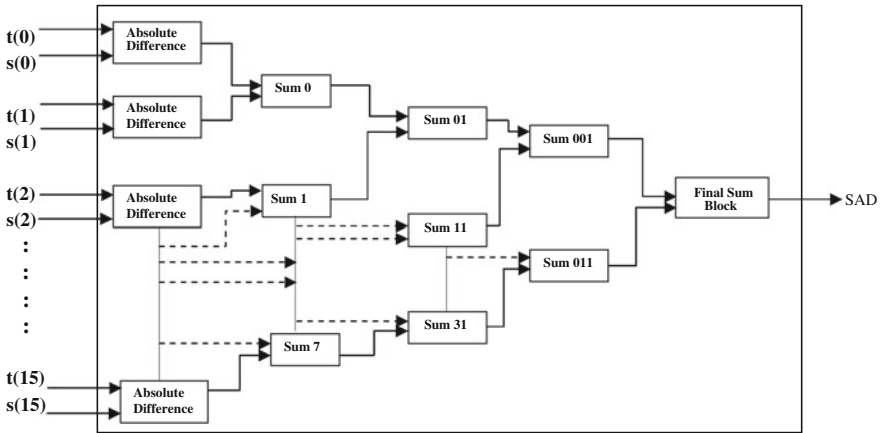 t(0)
s(0)
Absolute
Difference
Sum 0
t(1)
s(1)
Absolute
Difference
Sum 01
Sum 001
t(2)
s(2)
Absolute
Difference
Sum 1
Sum 11
Final Sum
Block
SAD
:
:
:
:
Sum 011
Sum 31
Sum 7
t(15)
s(15)
Absolute
Difference